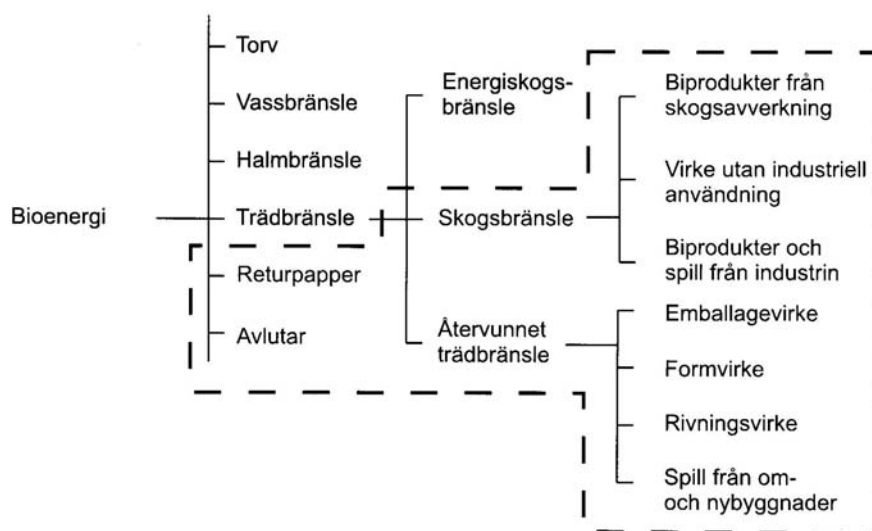 Bioenergi
Torv
Vassbränsle
Halmbränsle
Trädbränsle
Returpapper
Avlutar
Energiskogs-
bränsle
Skogsbränsle
Återvunnet
trädbränsle
Biprodukter från
skogsavverkning
Virke utan industriell
användning
Biprodukter och
spill från industrin
Emballagevirke
Formvirke
Rivningsvirke
Spill från om-
och nybyggnader